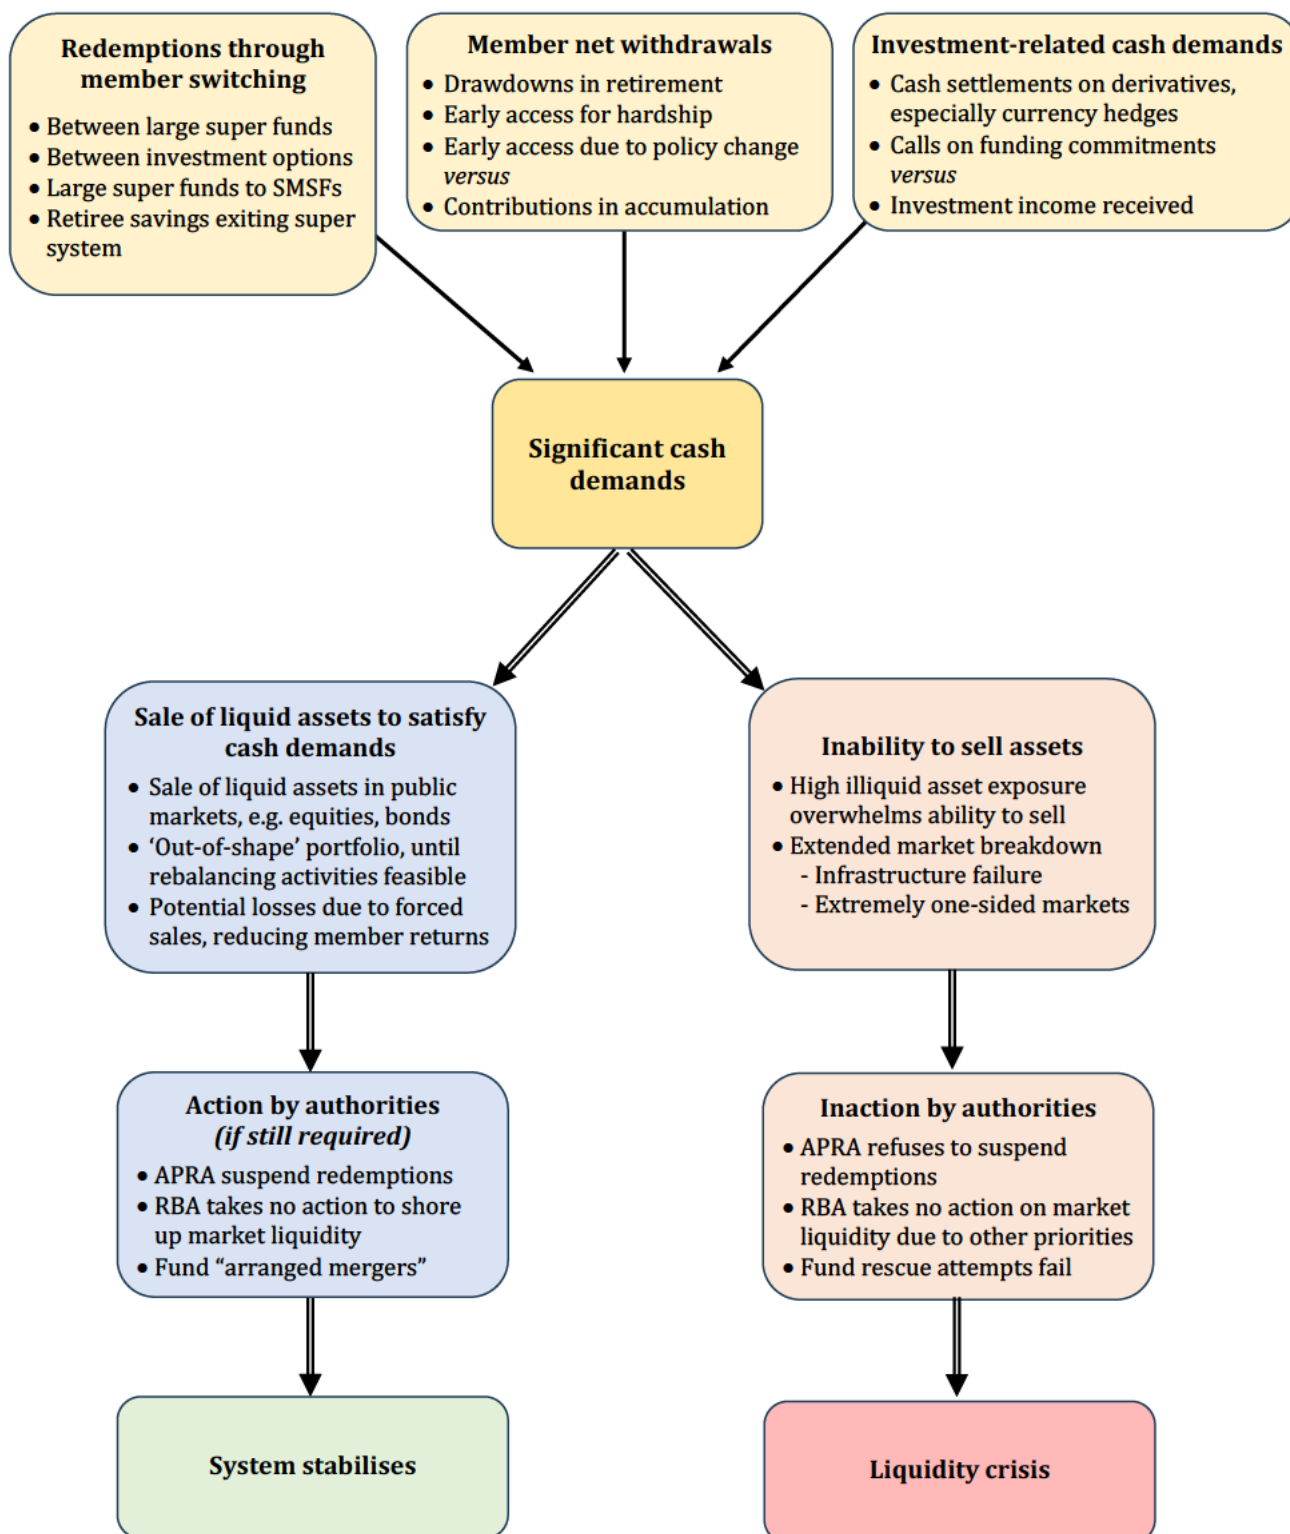 Redemptions through
member switching
• Between large super funds
• Between investment options
• Large super funds to SMSFs
• Retiree savings exiting super
system
Member net withdrawals
• Drawdowns in retirement
• Early access for hardship
• Early access due to policy change
versus
• Contributions in accumulation
Investment-related cash demands
• Cash settlements on derivatives,
especially currency hedges
• Calls on funding commitments
versus
• Investment income received
Significant cash
demands
Sale of liquid assets to satisfy
cash demands
• Sale of liquid assets in public
markets, e.g. equities, bonds
• ‘Out-of-shape’ portfolio, until
rebalancing activities feasible
• Potential losses due to forced
sales, reducing member returns
Inability to sell assets
• High illiquid asset exposure
overwhelms ability to sell
• Extended market breakdown
- Infrastructure failure
- Extremely one-sided markets
Action by authorities
(if still required)
• APRA suspend redemptions
• RBA takes no action to shore
up market liquidity
• Fund “arranged mergers”
Inaction by authorities
• APRA refuses to suspend
redemptions
• RBA takes no action on market
liquidity due to other priorities
• Fund rescue attempts fail
System stabilises
Liquidity crisis